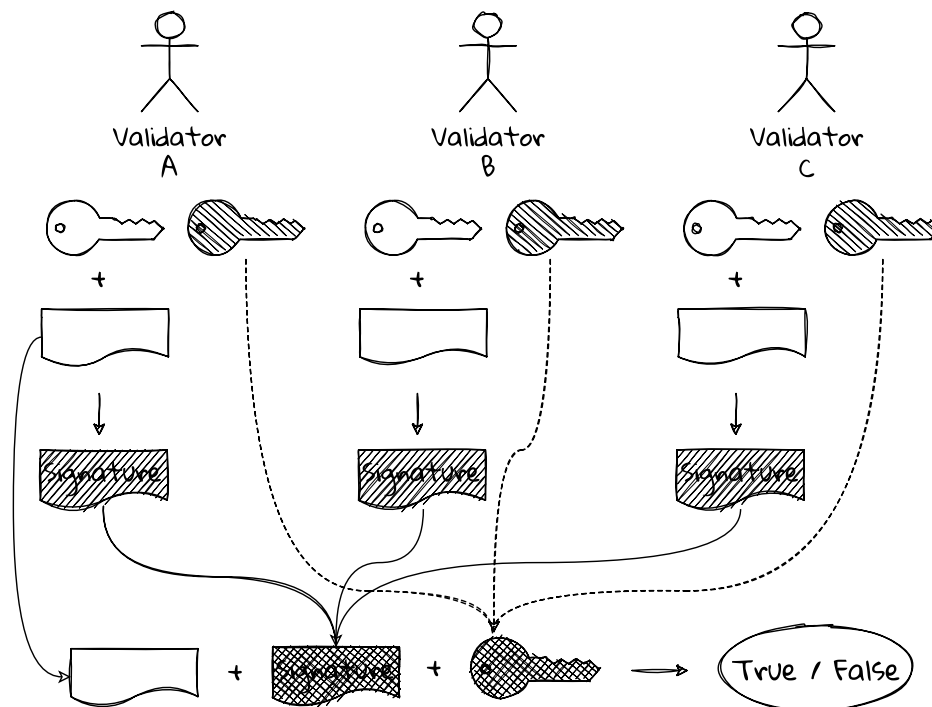 Validator
A
Validator
B
Validator
C
+
+
+
Signature
Signature
Signature
+
Signature
+
True / False